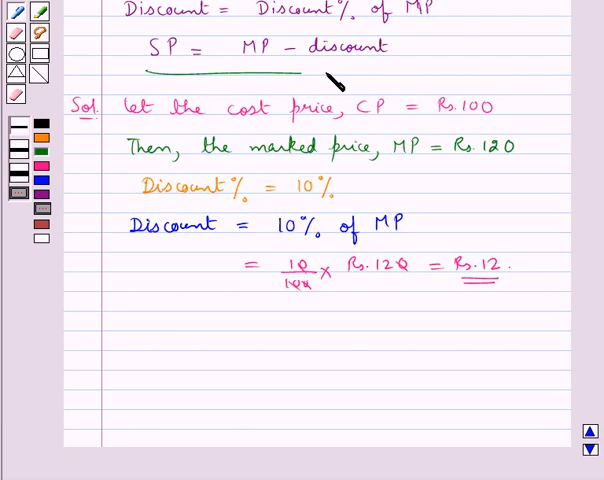 Discount = Discount% of MP
SP = MP - discount
Sol. Let the cost price, CP = Rs.100
Then, the marked price, MP = Rs.120
Discount% = 10%
Discount = 10% of MP
= 10/100 × Rs.120 = Rs.12.